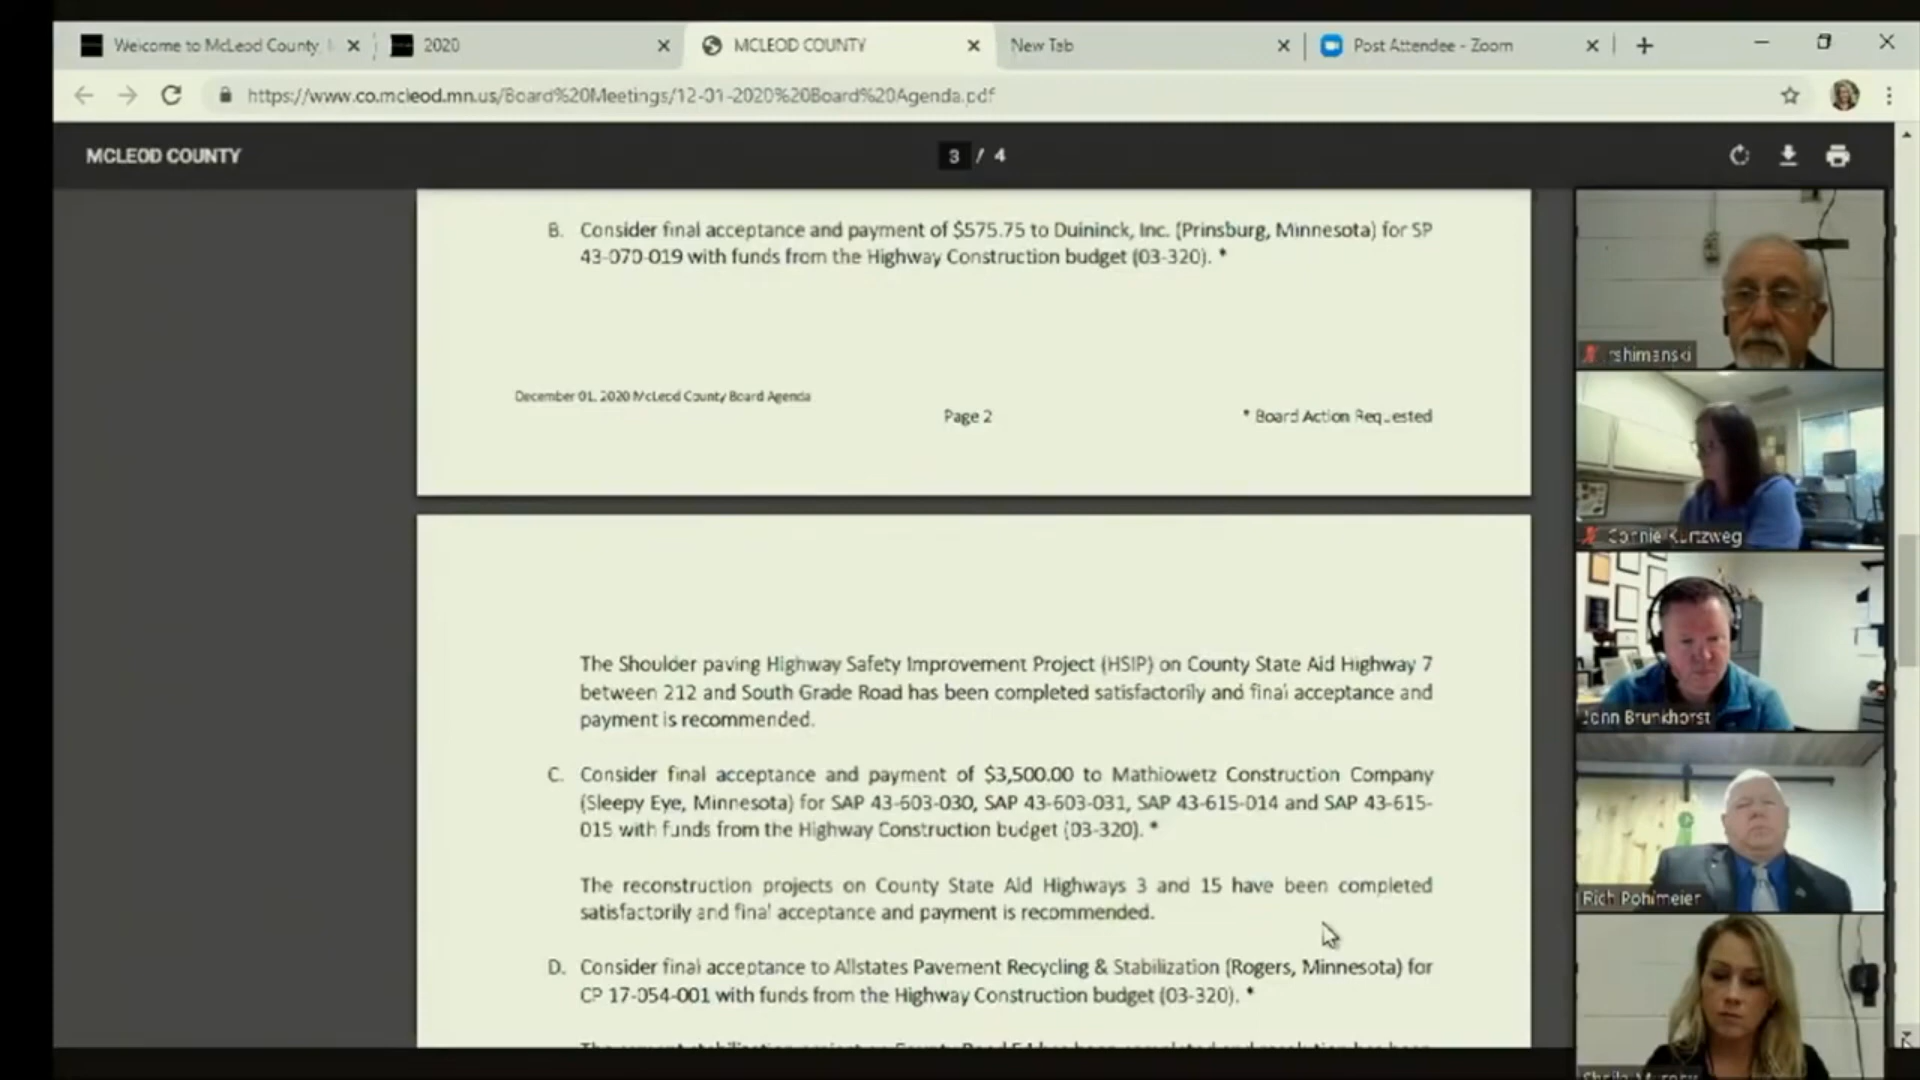 Welcome to McLeod County
2020
MCLEOD COUNTY
New Tab
Post Attendee - Zoom
https://www.co.mcleod.mn.us/Board%20Meetings/12-01-2020%20Board%20Agenda.pdf
MCLEOD COUNTY
3 / 4
B. Consider final acceptance and payment of $575.75 to Duininck, Inc. (Prinsburg, Minnesota) for SP
43-070-019 with funds from the Highway Construction budget (03-320). *
December 01, 2020 McLeod County Board Agenda
Page 2
* Board Action Requested
The Shoulder paving Highway Safety Improvement Project (HSIP) on County State Aid Highway 7
between 212 and South Grade Road has been completed satisfactorily and final acceptance and
payment is recommended.
C. Consider final acceptance and payment of $3,500.00 to Mathiowetz Construction Company
(Sleepy Eye, Minnesota) for SAP 43-603-030, SAP 43-603-031, SAP 43-615-014 and SAP 43-615-
015 with funds from the Highway Construction budget (03-320). *
The reconstruction projects on County State Aid Highways 3 and 15 have been completed
satisfactorily and final acceptance and payment is recommended.
D. Consider final acceptance to Allstates Pavement Recycling & Stabilization (Rogers, Minnesota) for
CP 17-054-001 with funds from the Highway Construction budget (03-320). *
rshimanski
Connie Kurtzweg
John Brunkhorst
Rich Pohlmeier